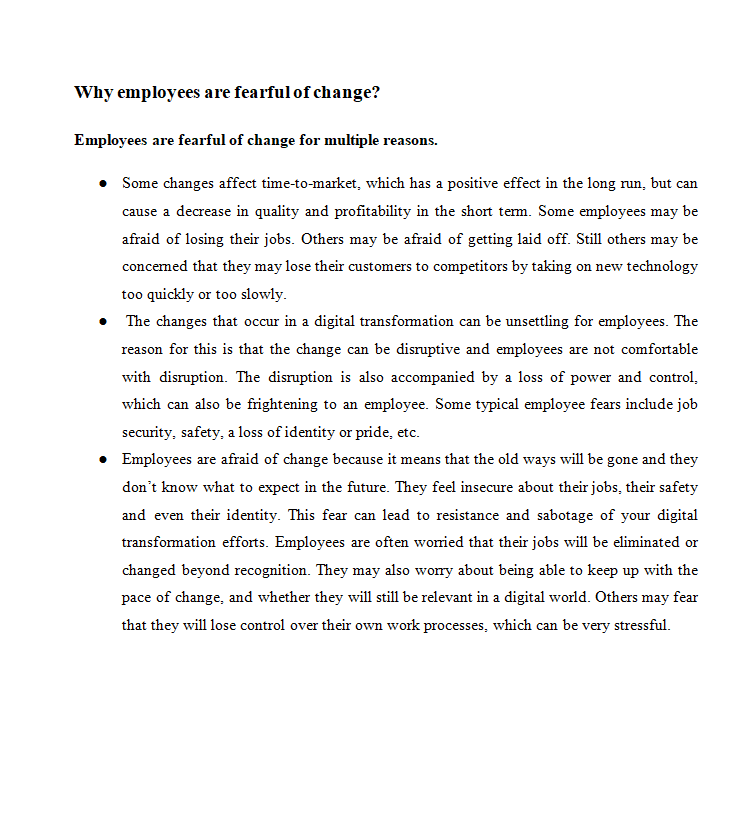 Why employees are fearful of change?
Employees are fearful of change for multiple reasons.
● Some changes affect time-to-market, which has a positive effect in the long run, but can
cause a decrease in quality and profitability in the short term. Some employees may be
afraid of losing their jobs. Others may be afraid of getting laid off. Still others may be
concerned that they may lose their customers to competitors by taking on new technology
too quickly or too slowly.
● The changes that occur in a digital transformation can be unsettling for employees. The
reason for this is that the change can be disruptive and employees are not comfortable
with disruption. The disruption is also accompanied by a loss of power and control,
which can also be frightening to an employee. Some typical employee fears include job
security, safety, a loss of identity or pride, etc.
● Employees are afraid of change because it means that the old ways will be gone and they
don’t know what to expect in the future. They feel insecure about their jobs, their safety
and even their identity. This fear can lead to resistance and sabotage of your digital
transformation efforts. Employees are often worried that their jobs will be eliminated or
changed beyond recognition. They may also worry about being able to keep up with the
pace of change, and whether they will still be relevant in a digital world. Others may fear
that they will lose control over their own work processes, which can be very stressful.